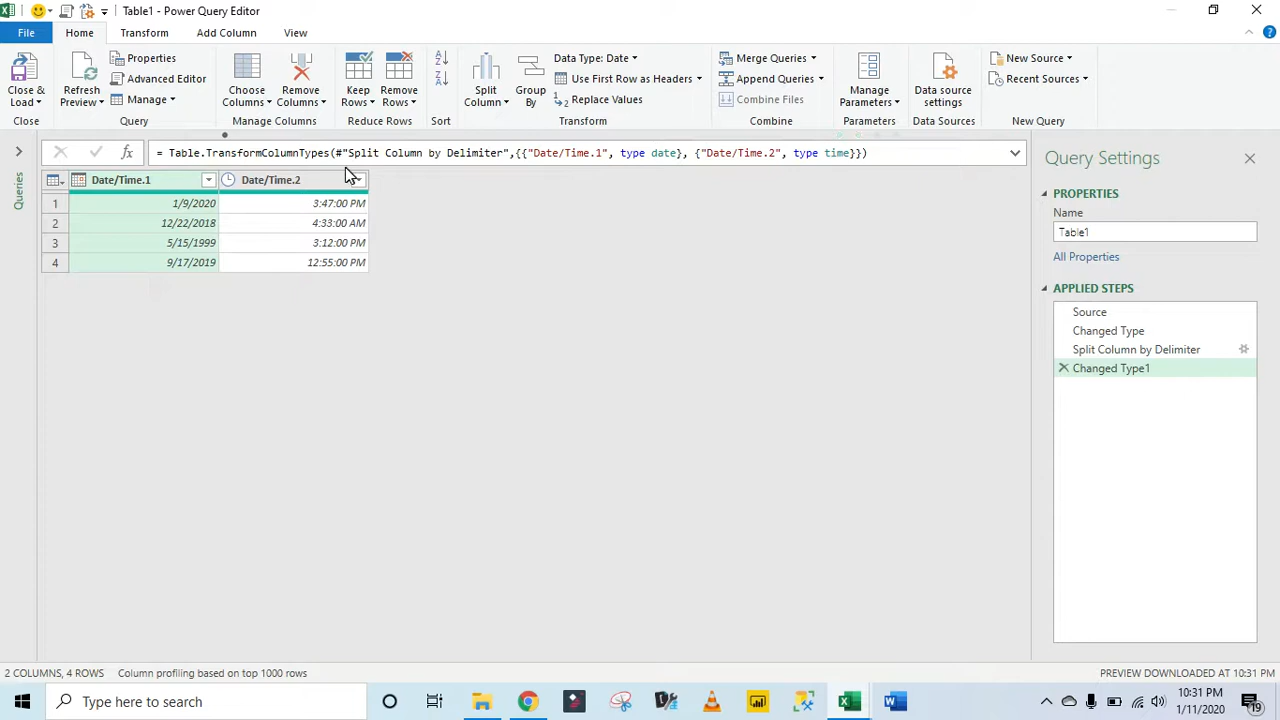 Table1 - Power Query Editor
File Home Transform Add Column View
Close & Load
Close
Refresh Preview
Properties
Advanced Editor
Manage
Query
Choose Columns
Remove Columns
Manage Columns
Keep Rows
Remove Rows
Reduce Rows
Sort
Split Column
Group By
Data Type: Date
Use First Row as Headers
1 2 Replace Values
Transform
Merge Queries
Append Queries
Combine Files
Combine
Manage Parameters
Parameters
Data source settings
Data Sources
New Source
Recent Sources
New Query
fx = Table.TransformColumnTypes(#"Split Column by Delimiter",{{"Date/Time.1", type date}, {"Date/Time.2", type time}})
Queries
Date/Time.1 Date/Time.2
1 1/9/2020 3:47:00 PM
2 12/22/2018 4:33:00 AM
3 5/15/1999 3:12:00 PM
4 9/17/2019 12:55:00 PM
Query Settings
PROPERTIES
Name
Table1
All Properties
APPLIED STEPS
Source
Changed Type
Split Column by Delimiter
Changed Type1
2 COLUMNS, 4 ROWS Column profiling based on top 1000 rows PREVIEW DOWNLOADED AT 10:31 PM
Type here to search
10:31 PM
1/11/2020
19